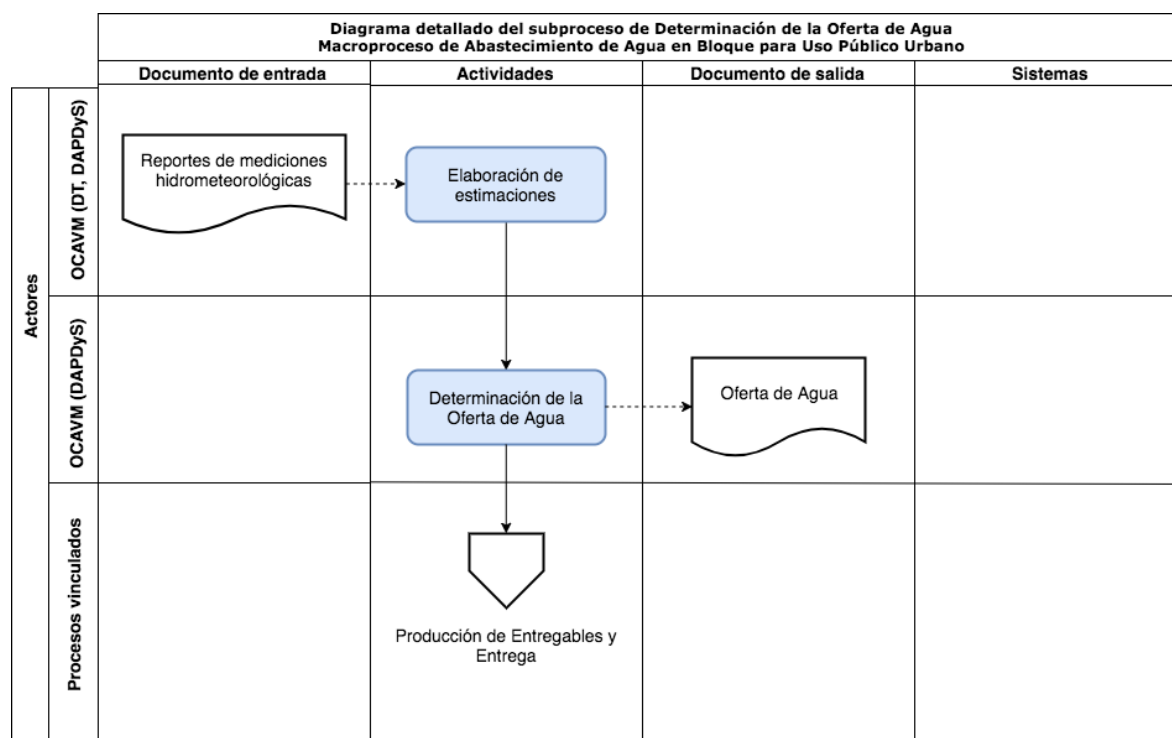 Diagrama detallado del subproceso de Determinación de la Oferta de Agua
Macroproceso de Abastecimiento de Agua en Bloque para Uso Público Urbano
Documento de entrada
Actividades
Documento de salida
Sistemas
Actores
OCAVM (DT, DAPDyS)
Reportes de mediciones
hidrometeorológicas
Elaboración de
estimaciones
OCAVM (DAPDyS)
Determinación de la
Oferta de Agua
Oferta de Agua
Procesos vinculados
Producción de Entregables y
Entrega